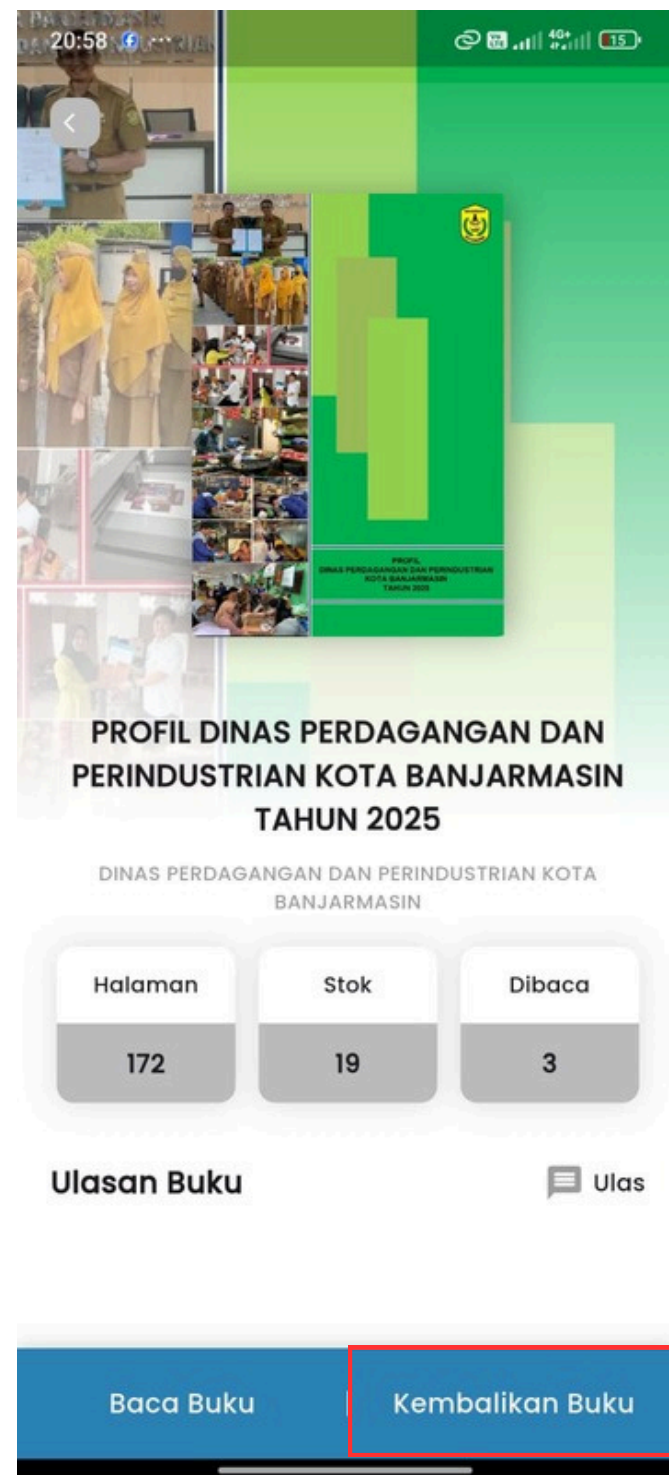 20:58
4G+
15
PROFIL
DINAS PERDAGANGAN DAN PERINDUSTRIAN
KOTA BANJARMASIN
TAHUN 2025
PROFIL DINAS PERDAGANGAN DAN
PERINDUSTRIAN KOTA BANJARMASIN
TAHUN 2025
DINAS PERDAGANGAN DAN PERINDUSTRIAN KOTA
BANJARMASIN
Halaman Stok Dibaca
172 19 3
Ulasan Buku Ulas
Baca Buku Kembalikan Buku